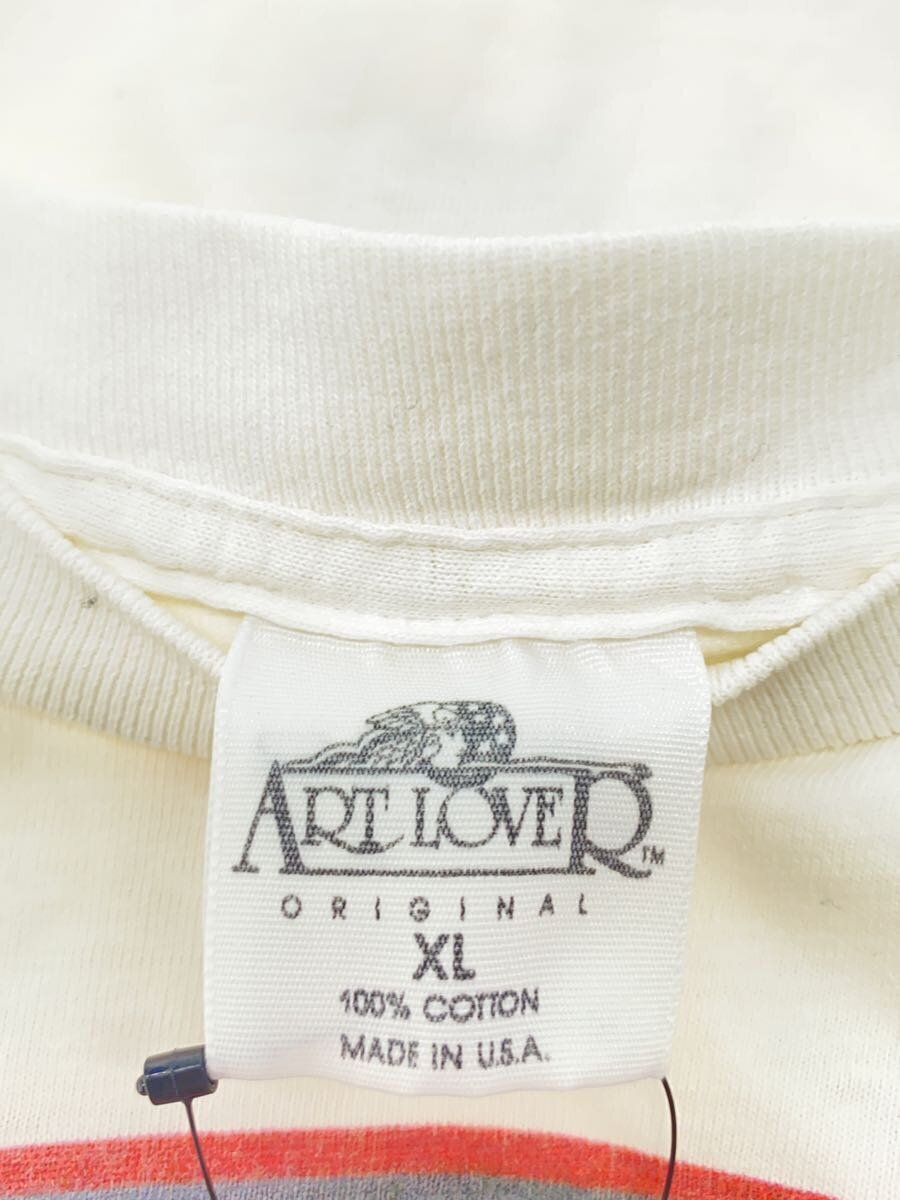 ART LOVER™
ORIGINAL
XL
100% COTTON
MADE IN U.S.A.